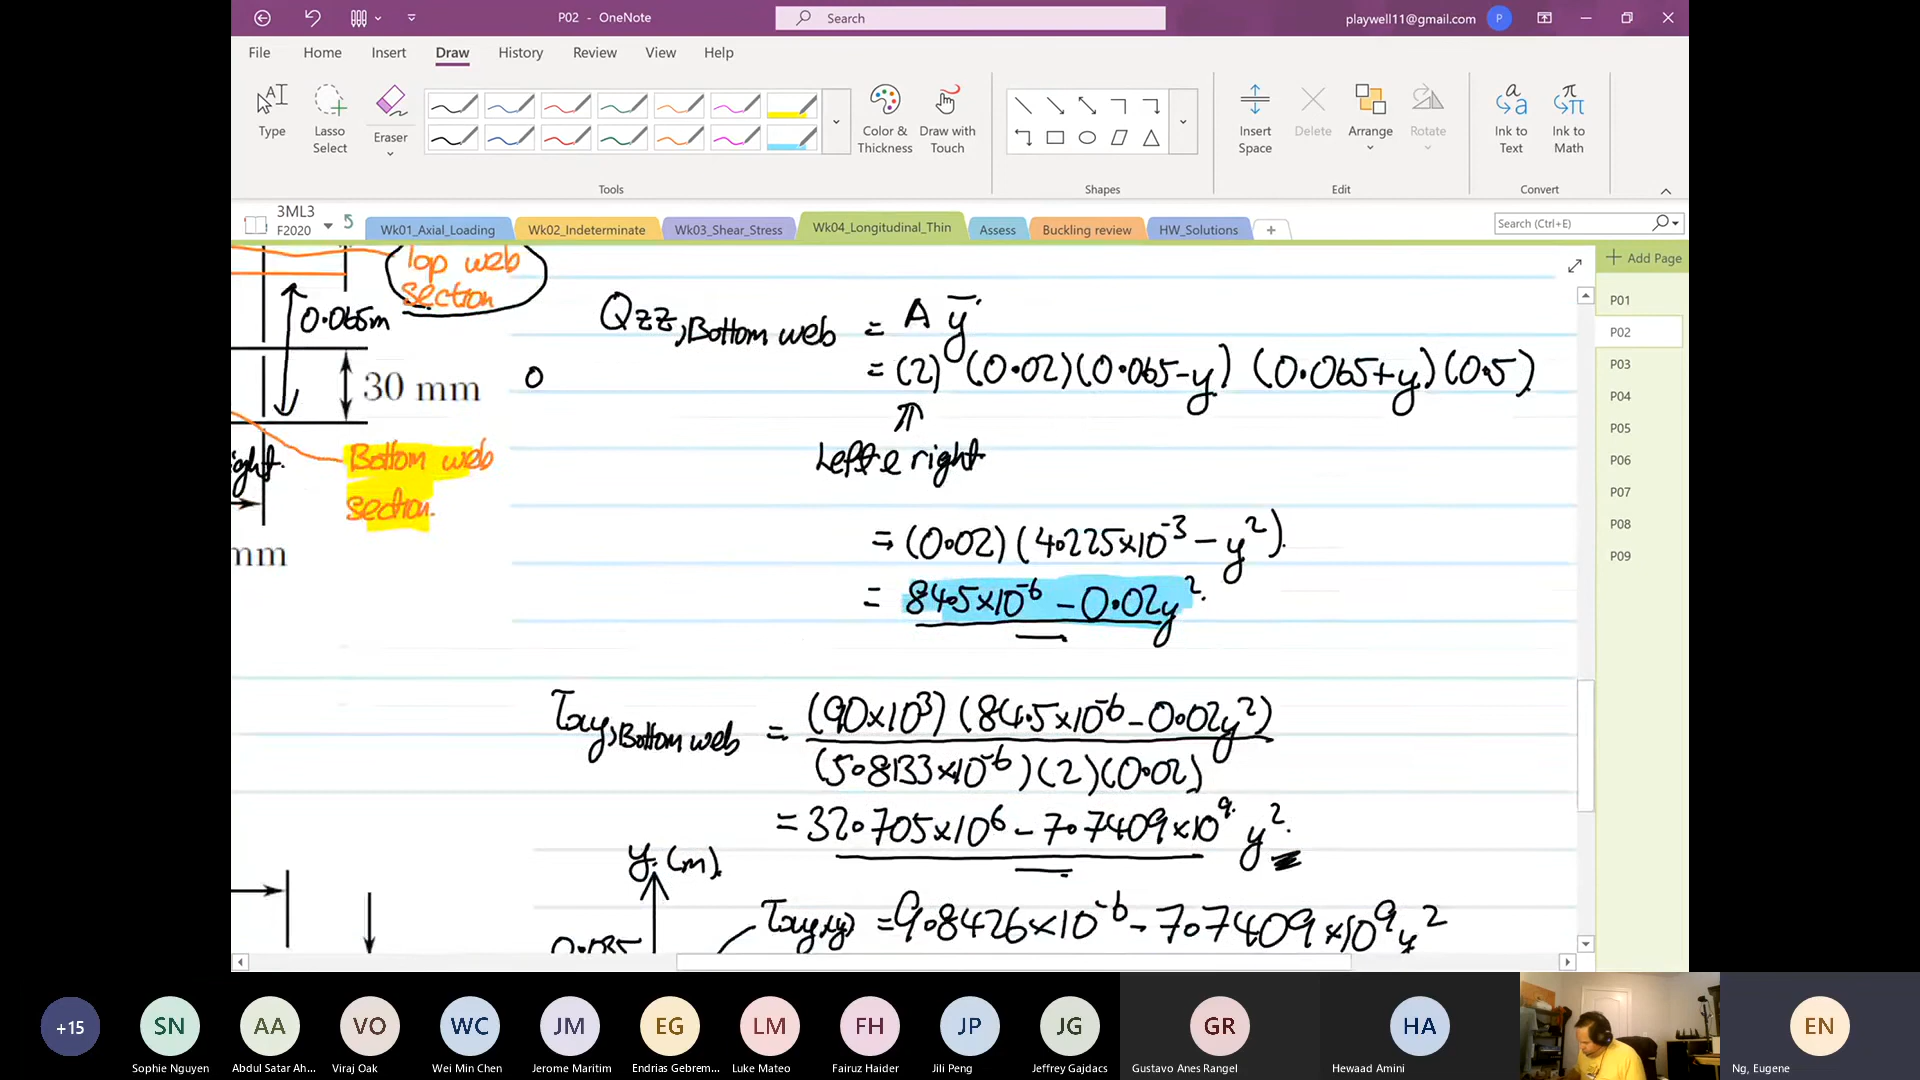 P02 - OneNote
Search
playwell11@gmail.com
P
File Home Insert Draw History Review View Help
Type
Lasso Select
Eraser
Color & Thickness
Draw with Touch
Insert Space
Delete
Arrange
Rotate
Ink to Text
Ink to Math
Tools
Shapes
Edit
Convert
3ML3
F2020
Wk01_Axial_Loading
Wk02_Indeterminate
Wk03_Shear_Stress
Wk04_Longitudinal_Thin
Assess
Buckling review
HW_Solutions
Search (Ctrl+E)
Add Page
P01
P02
P03
P04
P05
P06
P07
P08
P09
Top web
section
0.065m
30 mm
Bottom web
section.
ight.
mm
0
Qzz, Bottom web = A ȳ
= (2) (0.02)(0.065-y) (0.065+y)(0.5)
Left & right
= (0.02) (4.225×10⁻³ - y²).
= 84.5×10⁻⁶ - 0.02y².
τxy, Bottom web = (90×10³) (84.5×10⁻⁶ - 0.02y²)
(5.8133×10⁻⁶) (2) (0.02)
= 32.705×10⁶ - 7.7409×10⁹ y².
y (m).
τxy(y) = 9.8426×10⁻⁶ - 7.7409×10⁹y²
+15
SN
AA
VO
WC
JM
EG
LM
FH
JP
JG
GR
HA
EN
Sophie Nguyen
Abdul Satar Ah...
Viraj Oak
Wei Min Chen
Jerome Maritim
Endrias Gebrem...
Luke Mateo
Fairuz Haider
Jili Peng
Jeffrey Gajdacs
Gustavo Anes Rangel
Hewaad Amini
Ng, Eugene